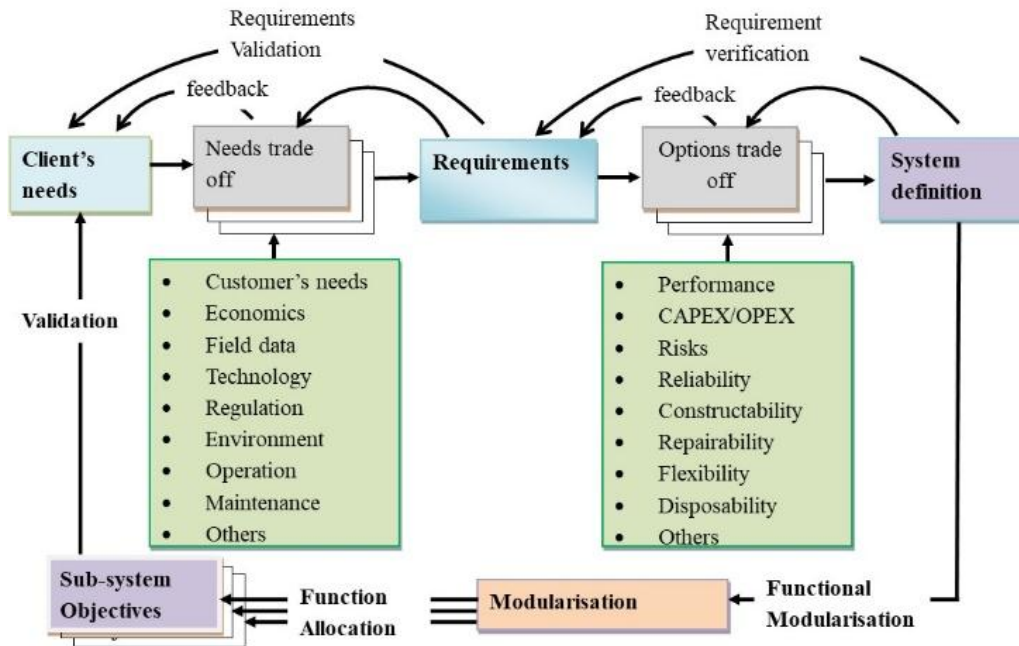 Requirements
Validation
Requirement
verification
feedback
feedback
Client's
needs
Needs trade
off
Requirements
Options trade
off
System
definition
Validation
• Customer's needs
• Economics
• Field data
• Technology
• Regulation
• Environment
• Operation
• Maintenance
• Others
• Performance
• CAPEX/OPEX
• Risks
• Reliability
• Constructability
• Repairability
• Flexibility
• Disposability
• Others
Sub-system
Objectives
Function
Allocation
Modularisation
Functional
Modularisation